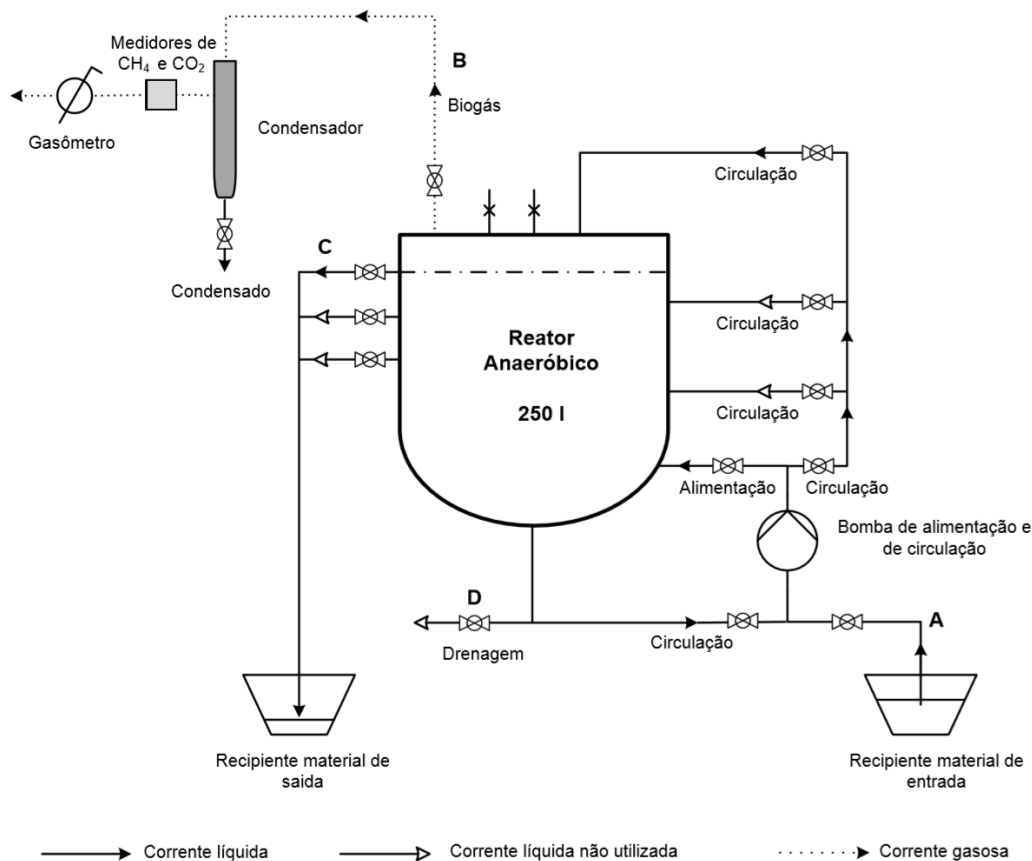 Medidores de
CH₄ e CO₂
B
Biogás
Gasômetro
Condensador
Circulação
C
Condensado
Circulação
Reator
Anaeróbico
250 l
Circulação
Alimentação
Circulação
Bomba de alimentação e
de circulação
D
A
Drenagem
Circulação
Recipiente material de
saida
Recipiente material de
entrada
Corrente líquida
Corrente líquida não utilizada
Corrente gasosa